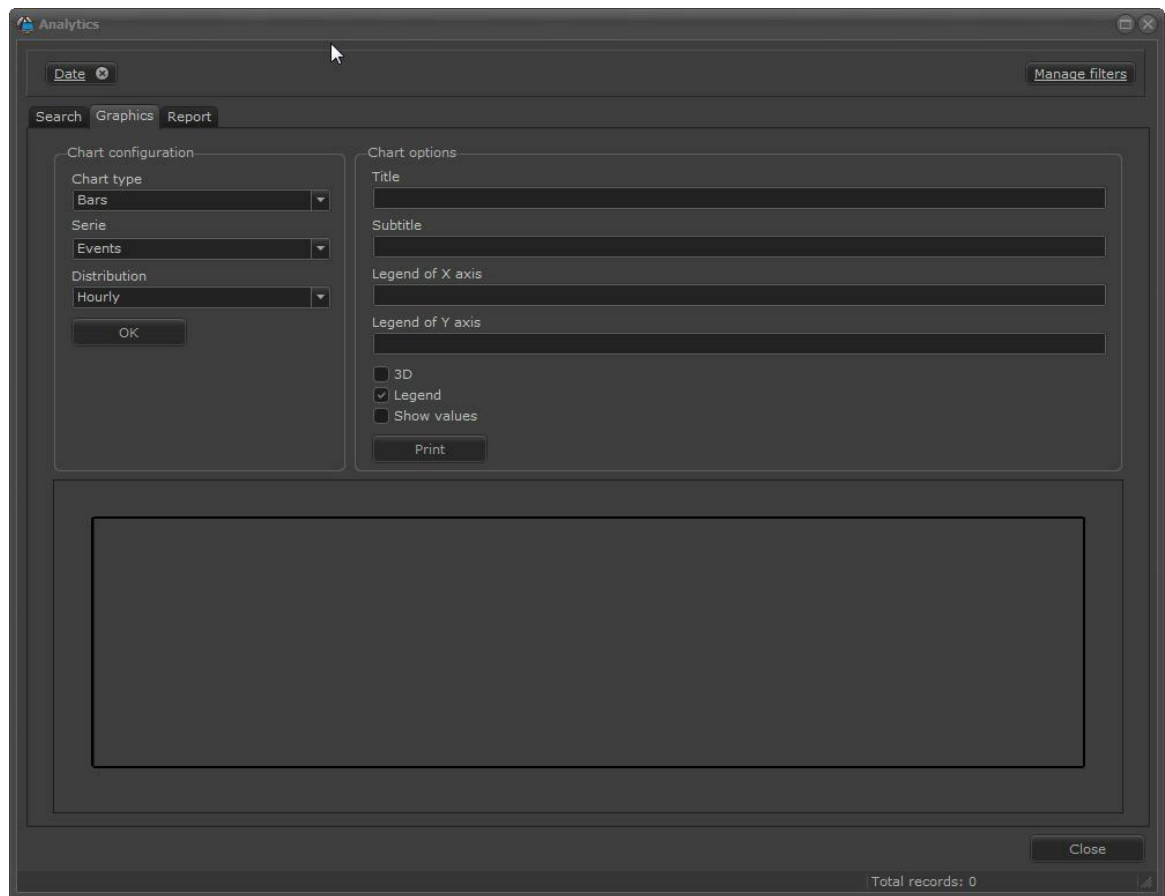 Analytics
Date
Manage filters
Search Graphics Report
Chart configuration
Chart type
Bars
Serie
Events
Distribution
Hourly
OK
Chart options
Title
Subtitle
Legend of X axis
Legend of Y axis
3D
Legend
Show values
Print
Close
Total records: 0